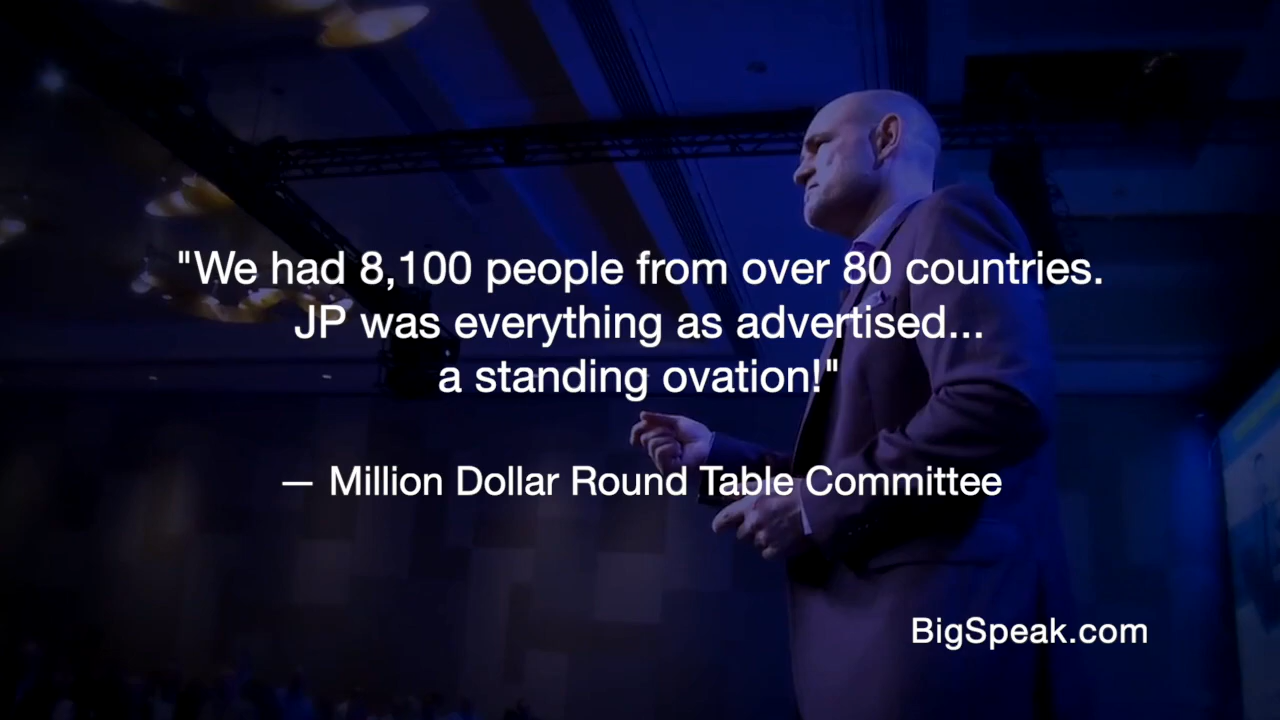 "We had 8,100 people from over 80 countries.
JP was everything as advertised...
a standing ovation!"
— Million Dollar Round Table Committee
BigSpeak.com